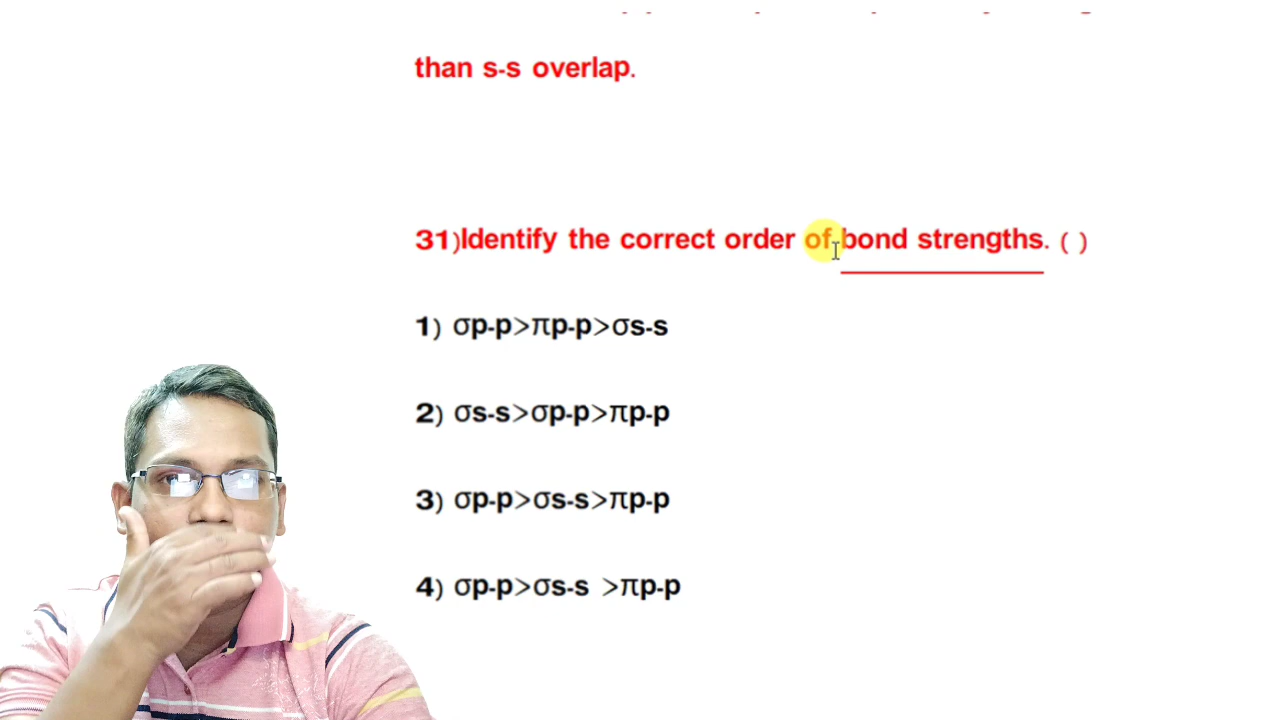 than s-s overlap.
31)Identify the correct order of bond strengths. ( )
1) σp-p>πp-p>σs-s
2) σs-s>σp-p>πp-p
3) σp-p>σs-s>πp-p
4) σp-p>σs-s >πp-p